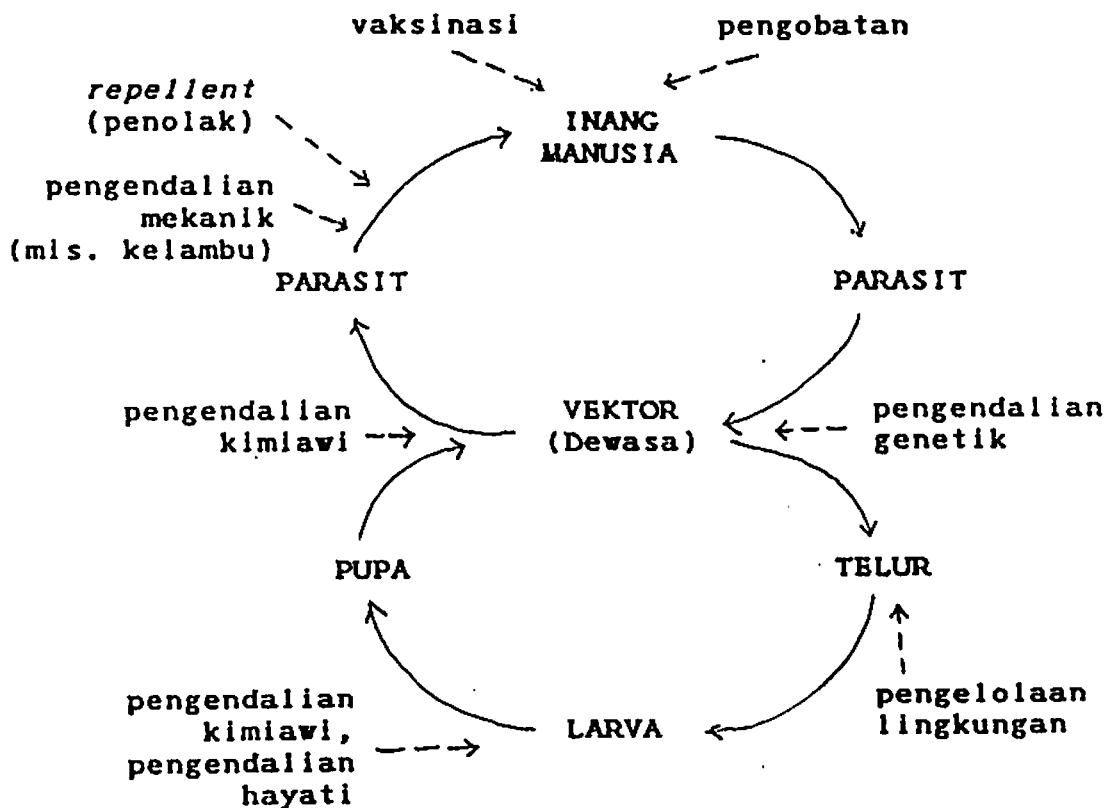 vaksinasi
pengobatan
repellent
(penolak)
INANG
MANUSIA
pengendalian
mekanik
(mis. kelambu)
PARASIT
PARASIT
pengendalian
kimiawi
VEKTOR
(Dewasa)
pengendalian
genetik
PUPA
TELUR
pengendalian
kimiawi,
pengendalian
hayati
LARVA
pengelolaan
lingkungan